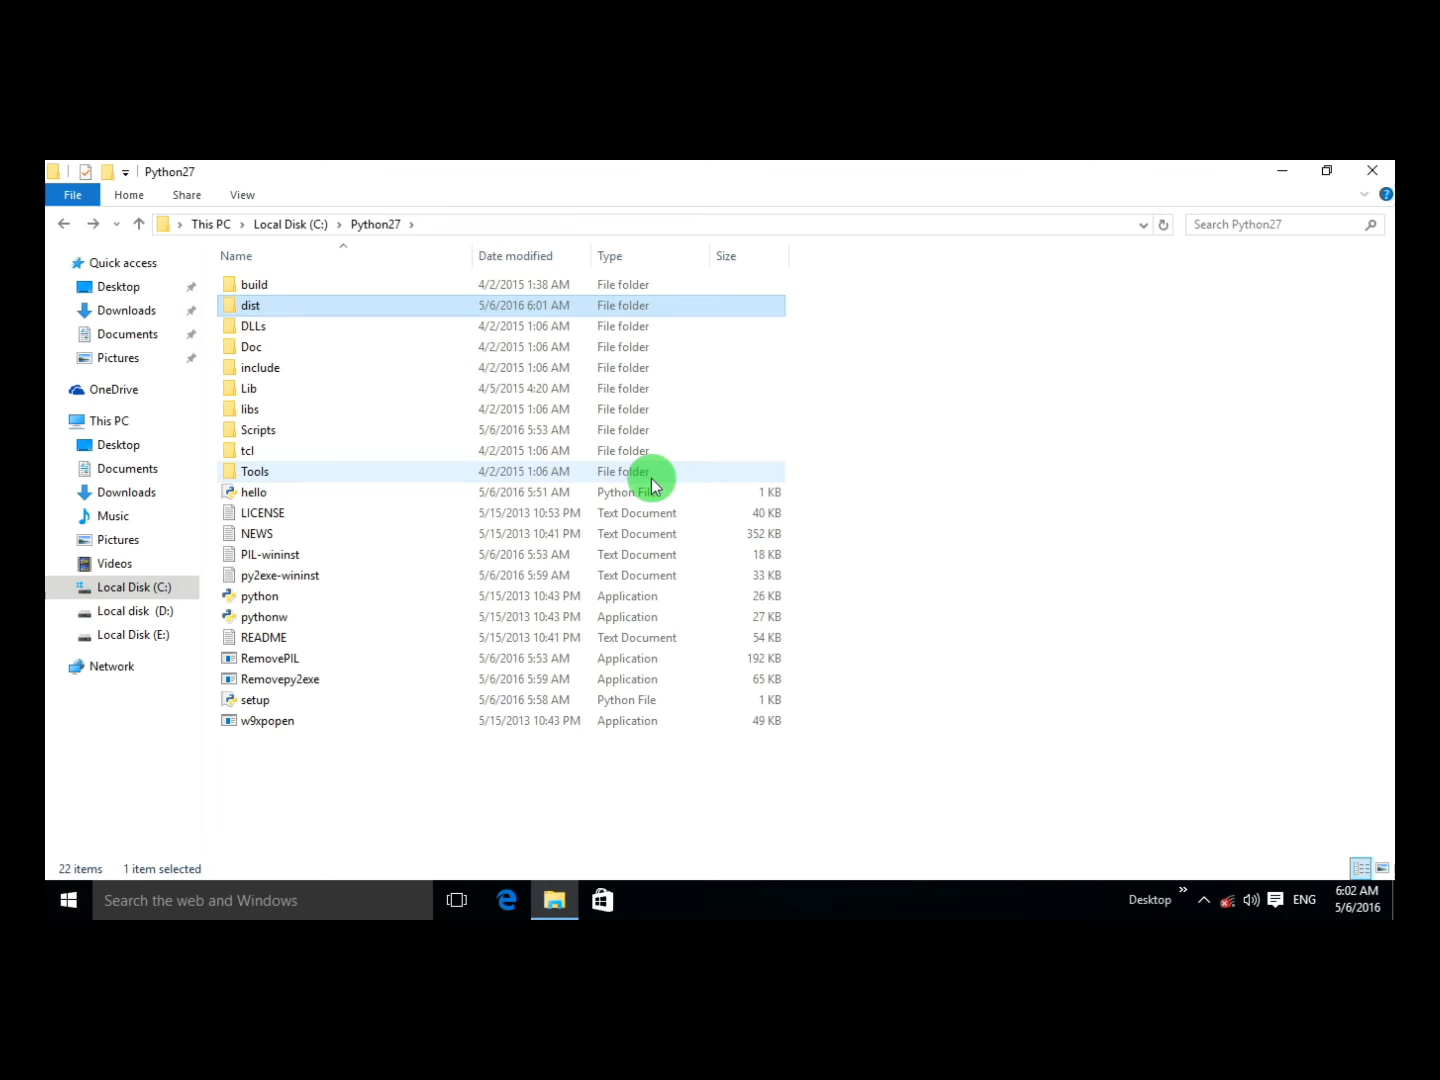 Python27
File Home Share View
This PC Local Disk (C:) Python27
Search Python27
Name Date modified Type Size
Quick access
Desktop
Downloads
Documents
Pictures
OneDrive
This PC
Desktop
Documents
Downloads
Music
Pictures
Videos
Local Disk (C:)
Local disk (D:)
Local Disk (E:)
Network
build 4/2/2015 1:38 AM File folder
dist 5/6/2016 6:01 AM File folder
DLLs 4/2/2015 1:06 AM File folder
Doc 4/2/2015 1:06 AM File folder
include 4/2/2015 1:06 AM File folder
Lib 4/5/2015 4:20 AM File folder
libs 4/2/2015 1:06 AM File folder
Scripts 5/6/2016 5:53 AM File folder
tcl 4/2/2015 1:06 AM File folder
Tools 4/2/2015 1:06 AM File folder
hello 5/6/2016 5:51 AM Python File 1 KB
LICENSE 5/15/2013 10:53 PM Text Document 40 KB
NEWS 5/15/2013 10:41 PM Text Document 352 KB
PIL-wininst 5/6/2016 5:53 AM Text Document 18 KB
py2exe-wininst 5/6/2016 5:59 AM Text Document 33 KB
python 5/15/2013 10:43 PM Application 26 KB
pythonw 5/15/2013 10:43 PM Application 27 KB
README 5/15/2013 10:41 PM Text Document 54 KB
RemovePIL 5/6/2016 5:53 AM Application 192 KB
Removepy2exe 5/6/2016 5:59 AM Application 65 KB
setup 5/6/2016 5:58 AM Python File 1 KB
w9xpopen 5/15/2013 10:43 PM Application 49 KB
22 items 1 item selected
Search the web and Windows
Desktop
ENG
6:02 AM
5/6/2016